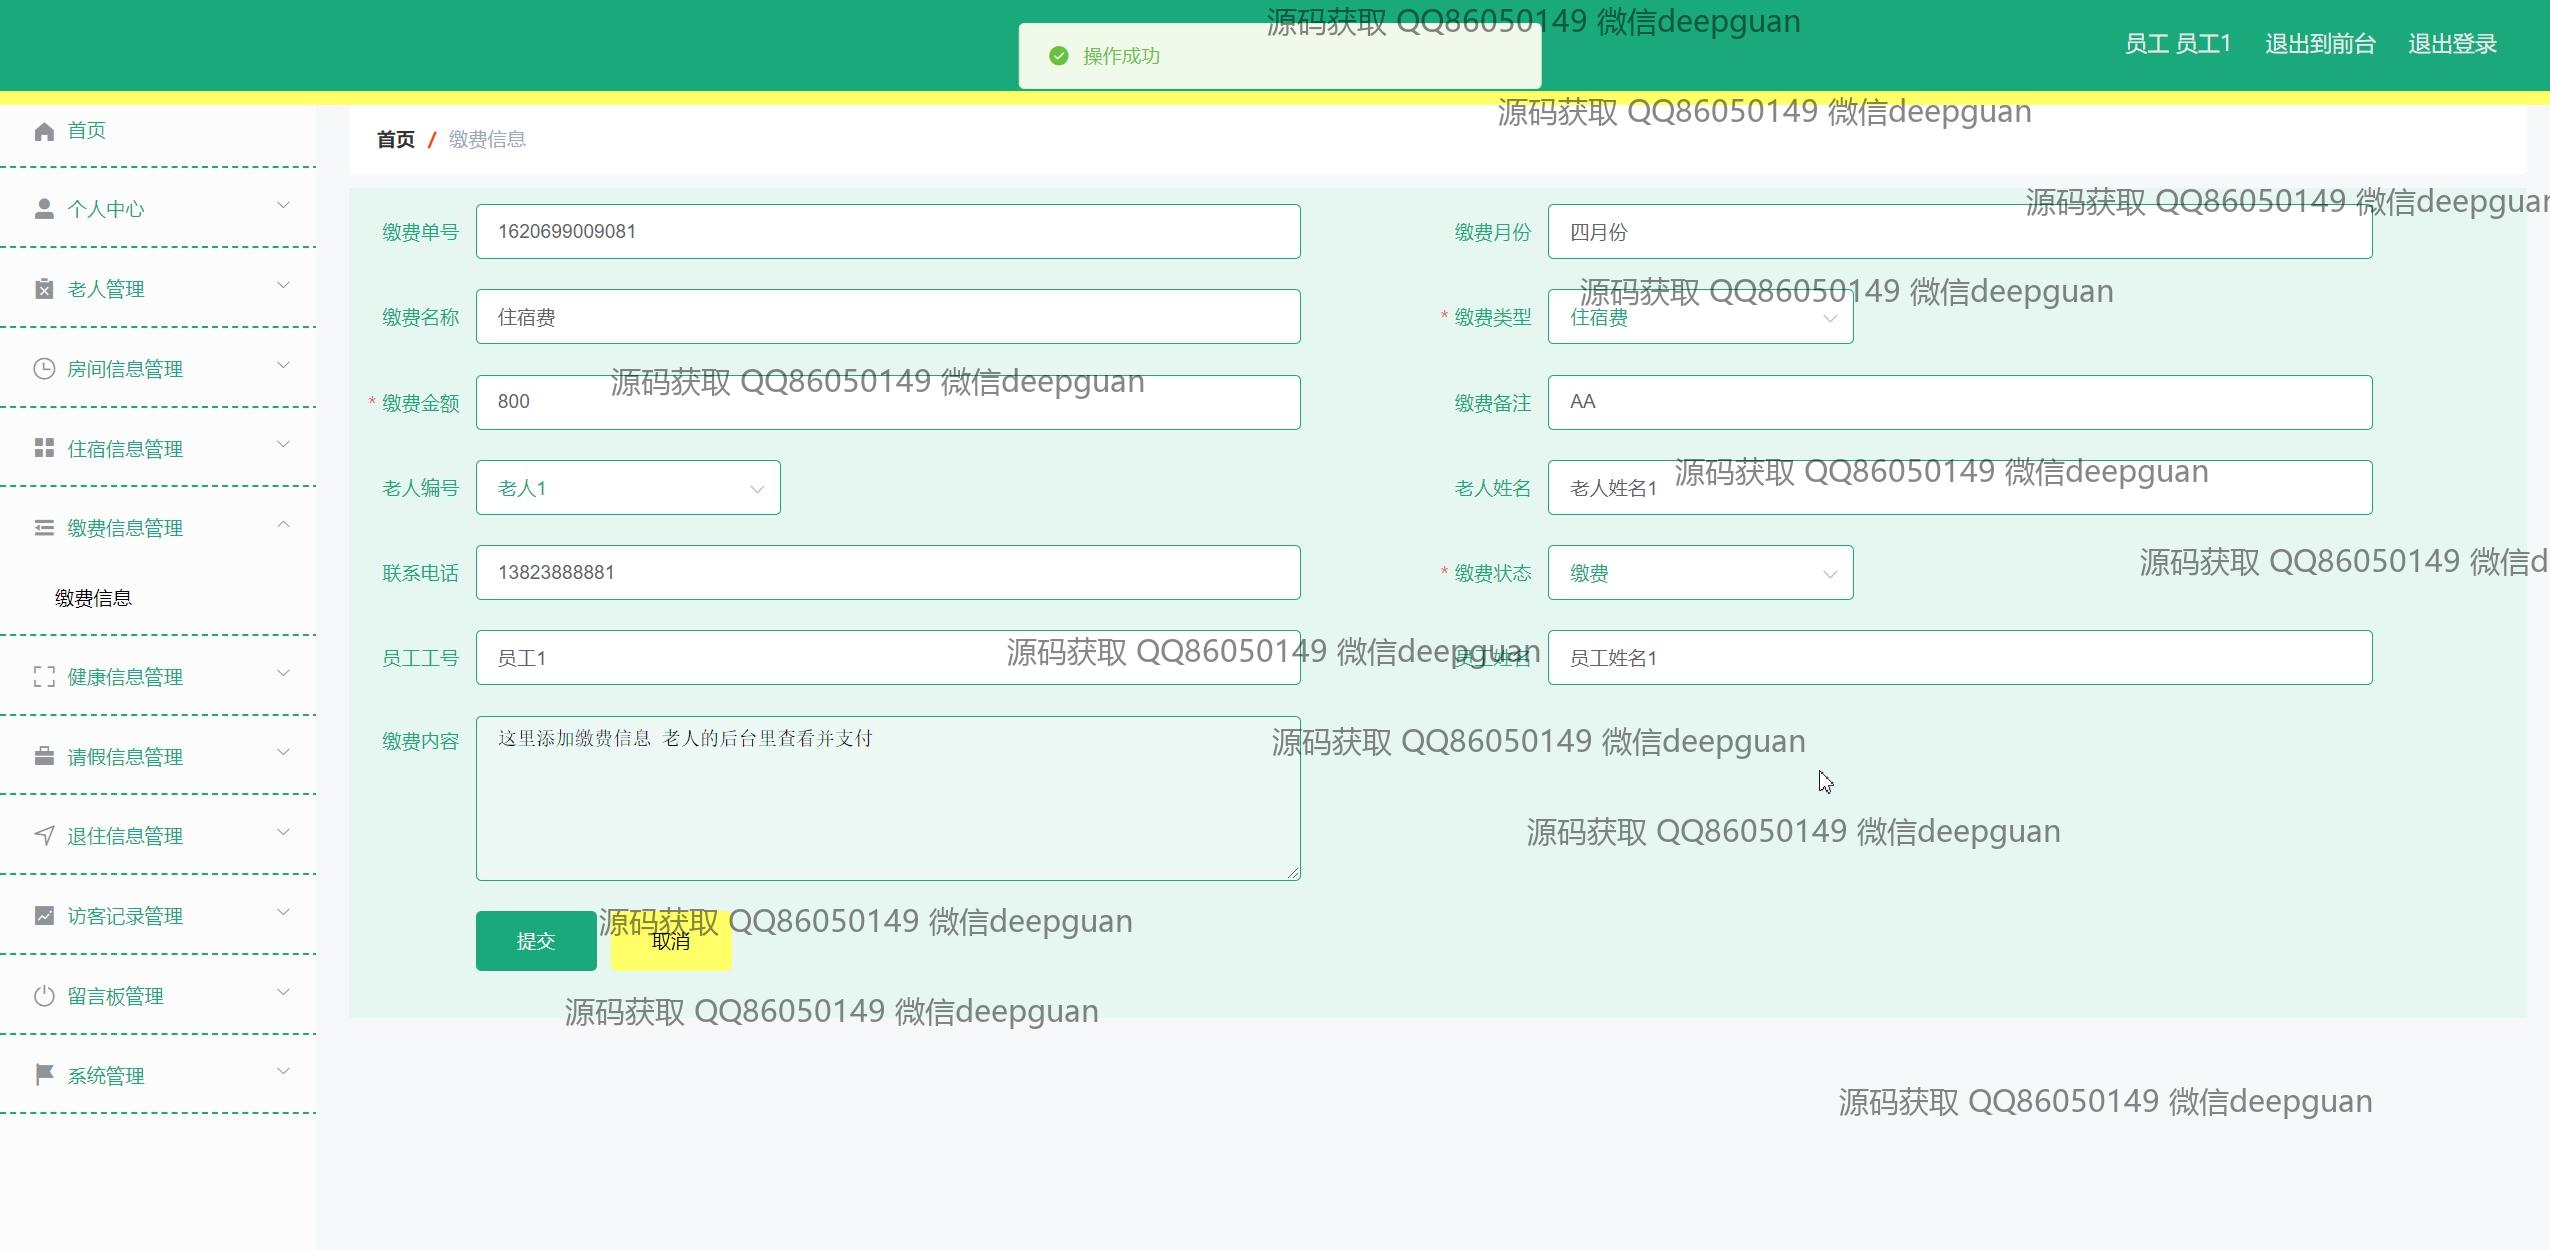 源码获取 QQ86050149 微信deepguan
操作成功
员工 员工1 退出到前台 退出登录
源码获取 QQ86050149 微信deepguan
首页
首页 / 缴费信息
个人中心
源码获取 QQ86050149 微信deepguan
缴费单号 1620699009081
缴费月份 四月份
老人管理
源码获取 QQ86050149 微信deepguan
缴费名称 住宿费
* 缴费类型 住宿费
房间信息管理
源码获取 QQ86050149 微信deepguan
* 缴费金额 800
缴费备注 AA
住宿信息管理
源码获取 QQ86050149 微信deepguan
老人编号 老人1
老人姓名 老人姓名1
缴费信息管理
源码获取 QQ86050149 微信d
联系电话 13823888881
* 缴费状态 缴费
缴费信息
源码获取 QQ86050149 微信deepguan
员工工号 员工1
员工姓名 员工姓名1
健康信息管理
缴费内容 这里添加缴费信息 老人的后台里查看并支付
源码获取 QQ86050149 微信deepguan
请假信息管理
源码获取 QQ86050149 微信deepguan
退住信息管理
访客记录管理
源码获取 QQ86050149 微信deepguan
提交 取消
留言板管理
源码获取 QQ86050149 微信deepguan
系统管理
源码获取 QQ86050149 微信deepguan